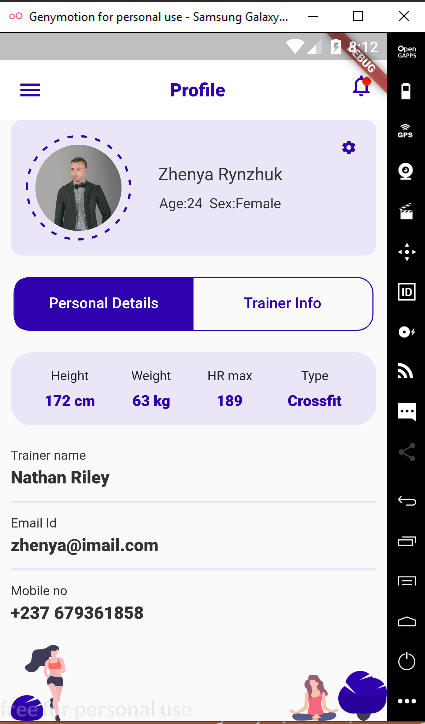 Genymotion for personal use - Samsung Galaxy...
8:12
DEBUG
Open
GAPPS
Profile
GPS
Zhenya Rynzhuk
Age:24 Sex:Female
ID
Personal Details
Trainer Info
Height Weight HR max Type
172 cm 63 kg 189 Crossfit
Trainer name
Nathan Riley
Email Id
zhenya@imail.com
Mobile no
+237 679361858
free for personal use